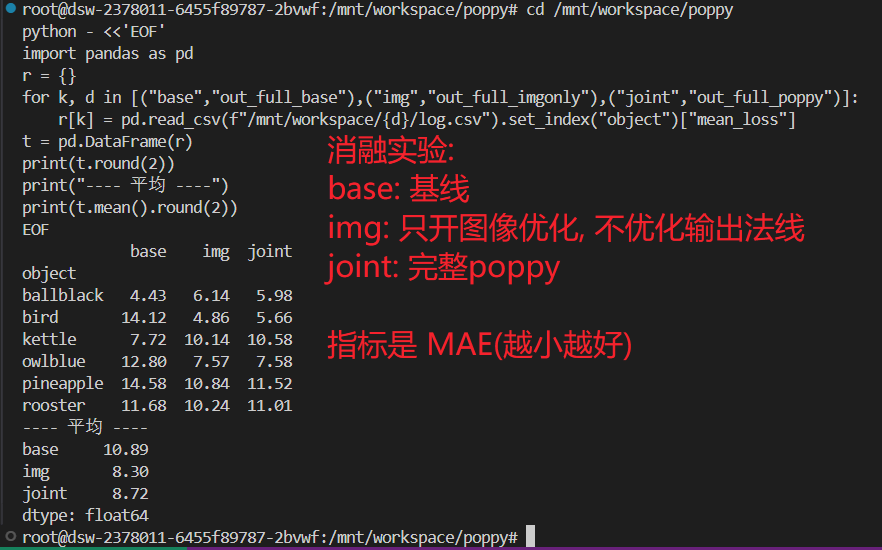 root@dsw-2378011-6455f89787-2bvwf:/mnt/workspace/poppy# cd /mnt/workspace/poppy
python - <<'EOF'
import pandas as pd
r = {}
for k, d in [("base","out_full_base"),("img","out_full_imgonly"),("joint","out_full_poppy")]:
    r[k] = pd.read_csv(f"/mnt/workspace/{d}/log.csv").set_index("object")["mean_loss"]
t = pd.DataFrame(r)
print(t.round(2))
print("---- 平均 ----")
print(t.mean().round(2))
EOF
消融实验:
base: 基线
img: 只开图像优化, 不优化输出法线
joint: 完整poppy
指标是 MAE(越小越好)
            base    img  joint
object
ballblack   4.43   6.14   5.98
bird       14.12   4.86   5.66
kettle      7.72  10.14  10.58
owlblue    12.80   7.57   7.58
pineapple  14.58  10.84  11.52
rooster    11.68  10.24  11.01
---- 平均 ----
base     10.89
img       8.30
joint     8.72
dtype: float64
root@dsw-2378011-6455f89787-2bvwf:/mnt/workspace/poppy#